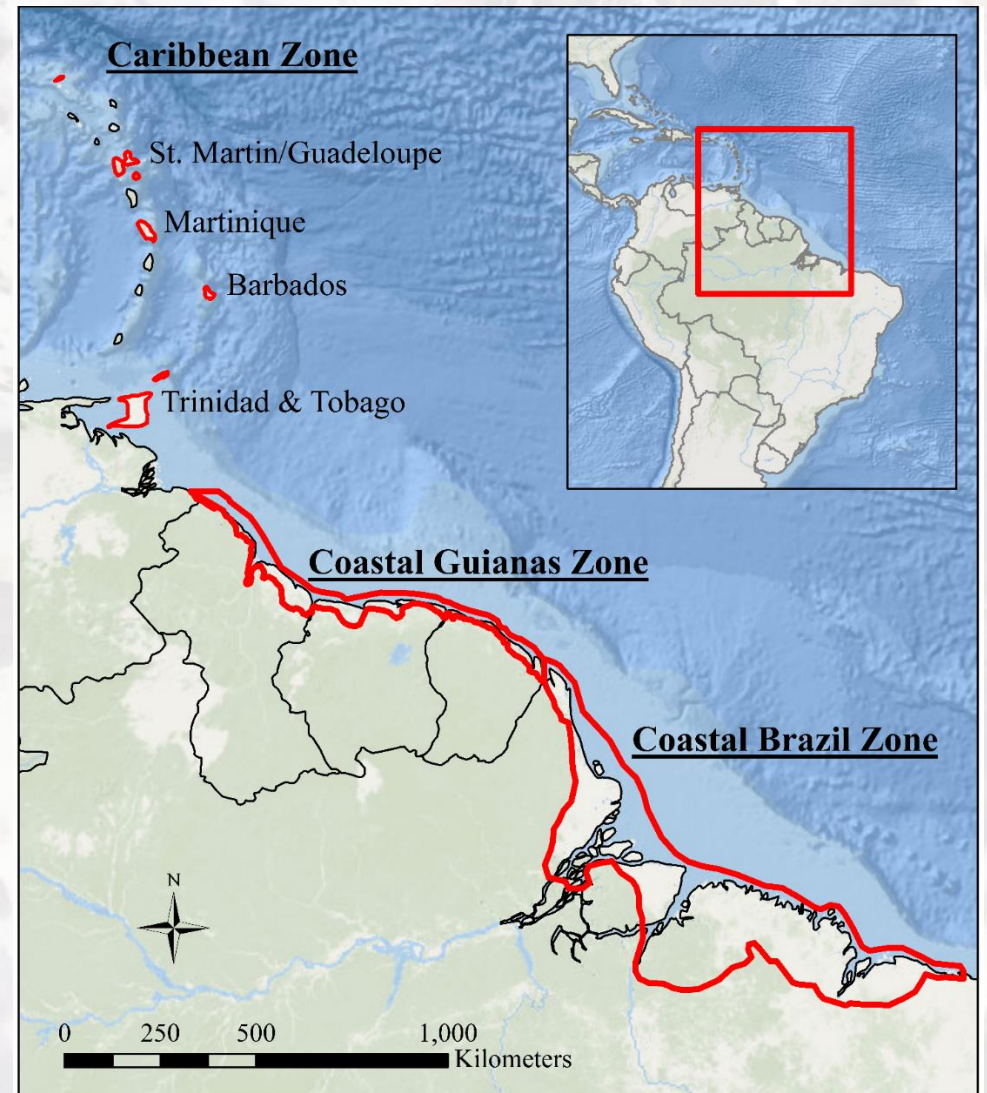 Caribbean Zone
St. Martin/Guadeloupe
Martinique
Barbados
Trinidad & Tobago
Coastal Guianas Zone
Coastal Brazil Zone
N
0 250 500 1,000
Kilometers